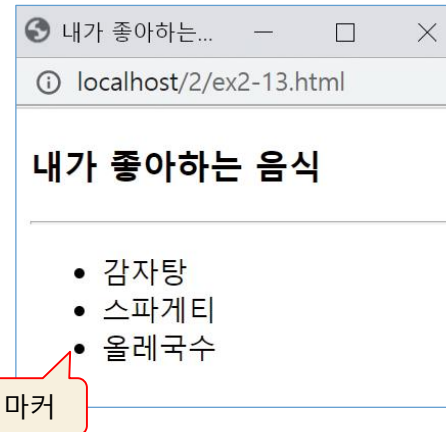 내가 좋아하는...
localhost/2/ex2-13.html
내가 좋아하는 음식
감자탕
스파게티
올레국수
마커